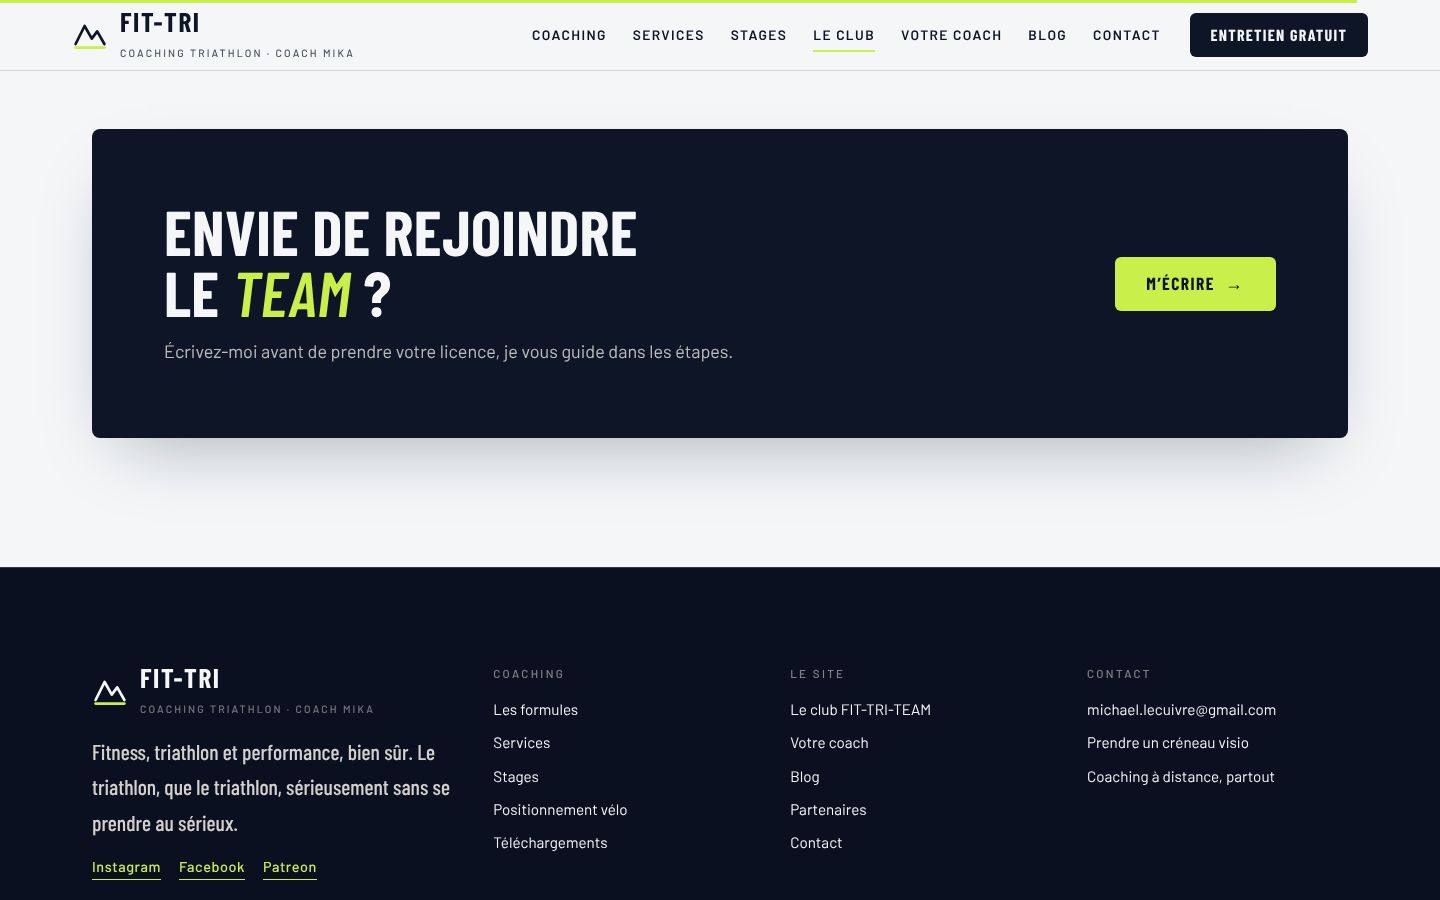 FIT-TRI
COACHING TRIATHLON · COACH MIKA
COACHING
SERVICES
STAGES
LE CLUB
VOTRE COACH
BLOG
CONTACT
ENTRETIEN GRATUIT
ENVIE DE REJOINDRE
LE TEAM ?
Écrivez-moi avant de prendre votre licence, je vous guide dans les étapes.
M’ÉCRIRE →
FIT-TRI
COACHING TRIATHLON · COACH MIKA
Fitness, triathlon et performance, bien sûr. Le
triathlon, que le triathlon, sérieusement sans se
prendre au sérieux.
Instagram
Facebook
Patreon
COACHING
Les formules
Services
Stages
Positionnement vélo
Téléchargements
LE SITE
Le club FIT-TRI-TEAM
Votre coach
Blog
Partenaires
Contact
CONTACT
michael.lecuivre@gmail.com
Prendre un créneau visio
Coaching à distance, partout